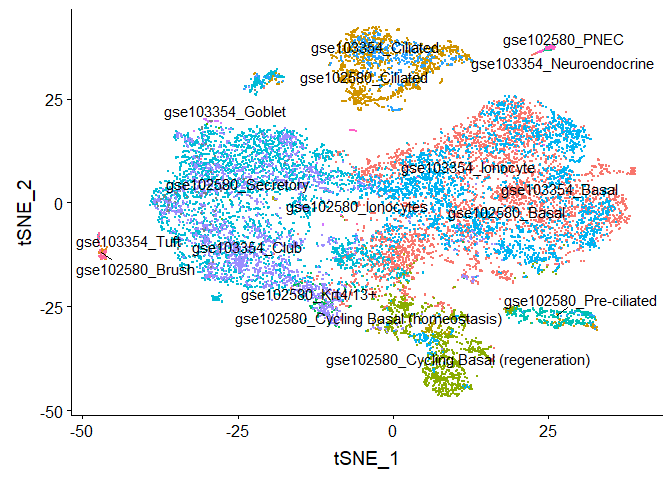 gse102580_PNEC
gse103354_Ciliated
gse103354_Neuroendocrine
gse102580_Ciliated
gse103354_Goblet
gse103354_Ionocyte
gse102580_Secretory
gse103354_Basal
gse102580_Ionocytes
gse102580_Basal
gse103354_Tuft
gse103354_Club
gse102580_Brush
gse102580_Krt4/13+
gse102580_Pre-ciliated
gse102580_Cycling Basal (homeostasis)
gse102580_Cycling Basal (regeneration)
25
0
-25
-50
tSNE_2
-50
-25
0
25
tSNE_1